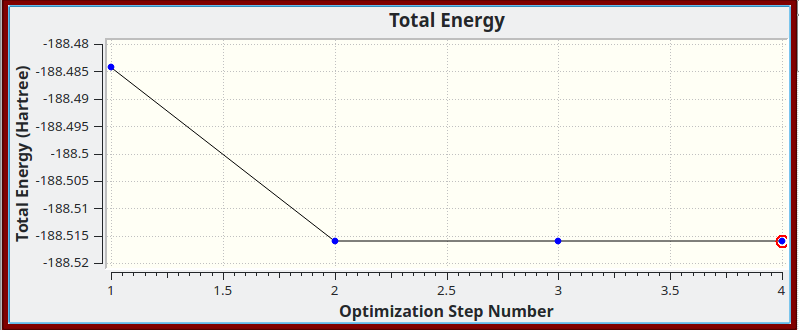 Total Energy
Total Energy (Hartree)
-188.48
-188.485
-188.49
-188.495
-188.5
-188.505
-188.51
-188.515
-188.52
1 1.5 2 2.5 3 3.5 4
Optimization Step Number